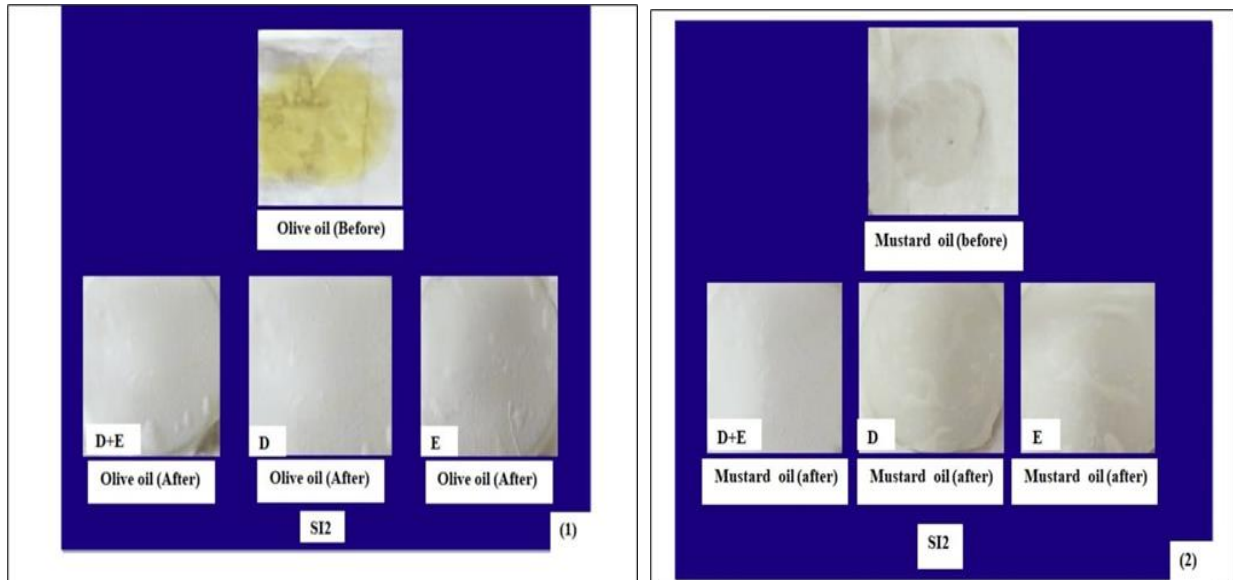 Olive oil (Before)
D+E
D
E
Olive oil (After)
Olive oil (After)
Olive oil (After)
SI2
(1)
Mustard oil (before)
D+E
D
E
Mustard oil (after)
Mustard oil (after)
Mustard oil (after)
SI2
(2)